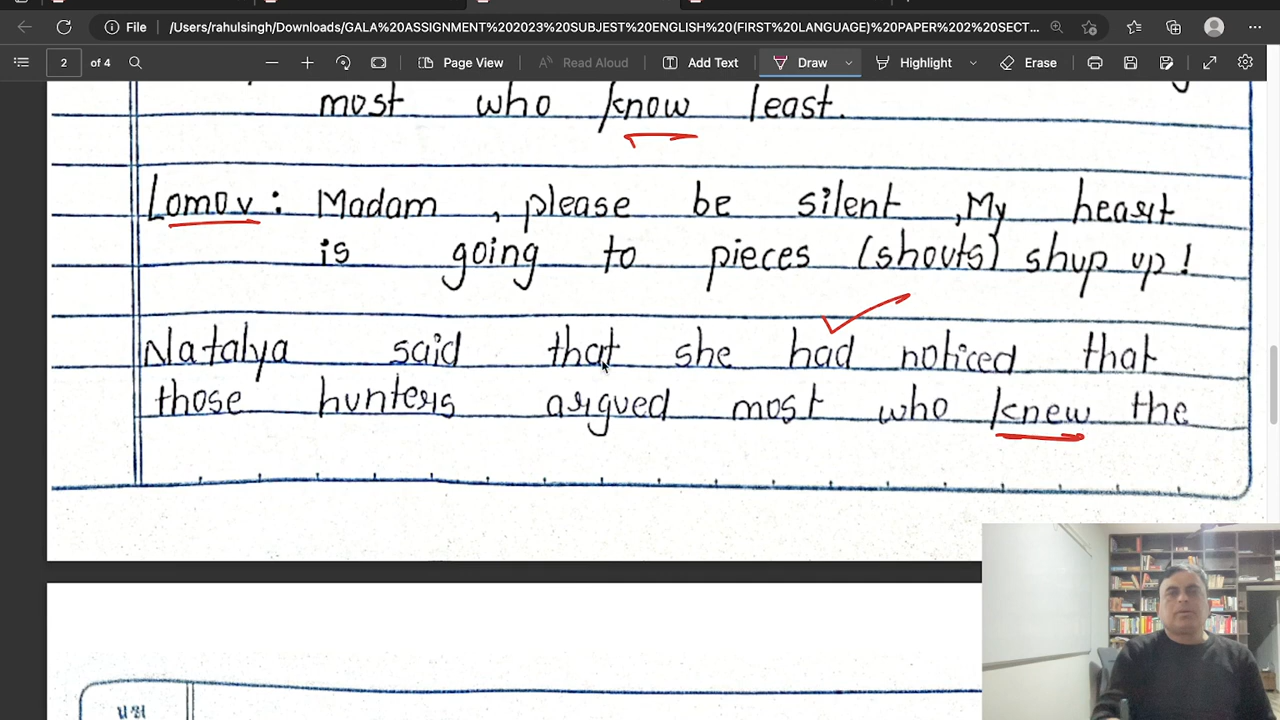 File /Users/rahulsingh/Downloads/GALA%20ASSIGNMENT%202023%20SUBJEST%20ENGLISH%20(FIRST%20LANGUAGE)%20PAPER%202%20SECT...
2 of 4 Page View Read Aloud Add Text Draw Highlight Erase
most who know least.
Lomov: Madam, please be silent, My heart
is going to pieces (shouts) shup up!
Natalya said that she had noticed that
those hunters argued most who knew the